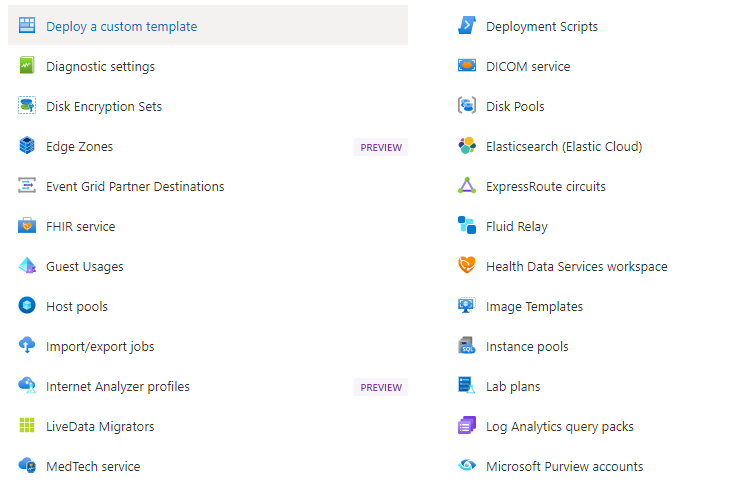 Deploy a custom template
Deployment Scripts
Diagnostic settings
DICOM service
Disk Encryption Sets
Disk Pools
Edge Zones PREVIEW
Elasticsearch (Elastic Cloud)
Event Grid Partner Destinations
ExpressRoute circuits
FHIR service
Fluid Relay
Guest Usages
Health Data Services workspace
Host pools
Image Templates
Import/export jobs
SQL
Instance pools
Internet Analyzer profiles PREVIEW
Lab plans
LiveData Migrators
Log Analytics query packs
MedTech service
Microsoft Purview accounts